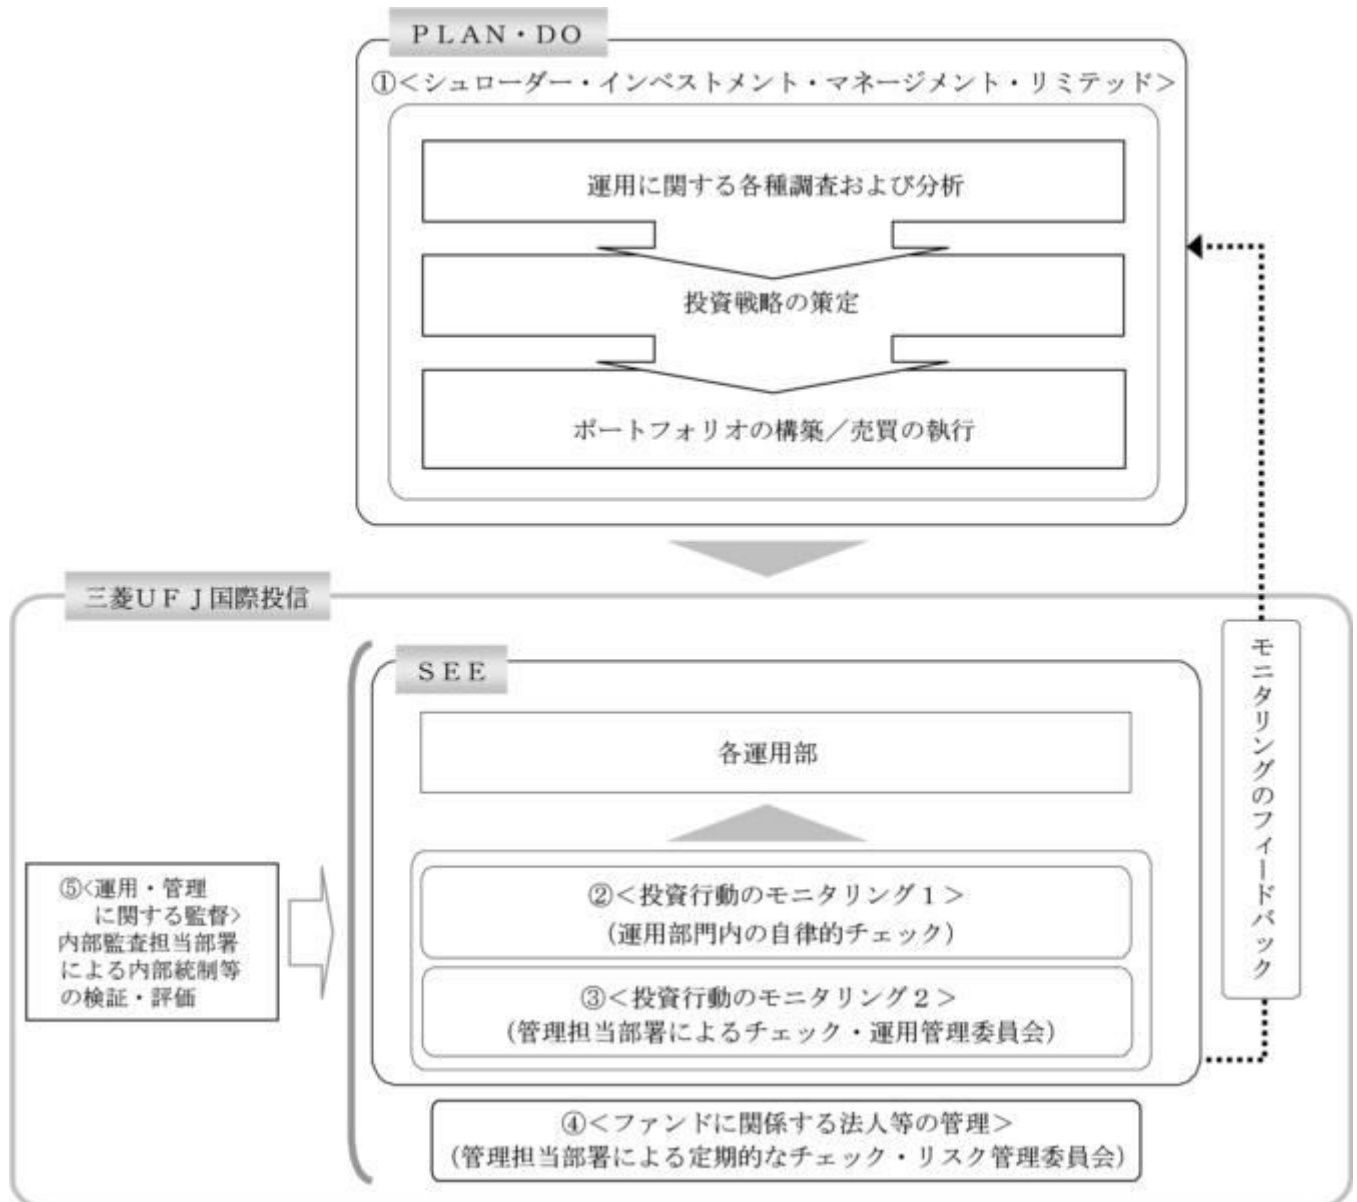 ＰＬＡＮ・ＤＯ
①＜シュローダー・インベストメント・マネージメント・リミテッド＞
運用に関する各種調査および分析
投資戦略の策定
ポートフォリオの構築／売買の執行
三菱ＵＦＪ国際投信
ＳＥＥ
各運用部
②＜投資行動のモニタリング１＞
（運用部門内の自律的チェック）
③＜投資行動のモニタリング２＞
（管理担当部署によるチェック・運用管理委員会）
④＜ファンドに関係する法人等の管理＞
（管理担当部署による定期的なチェック・リスク管理委員会）
⑤＜運用・管理
に関する監督＞
内部監査担当部署
による内部統制等
の検証・評価
モニタリングのフィードバック